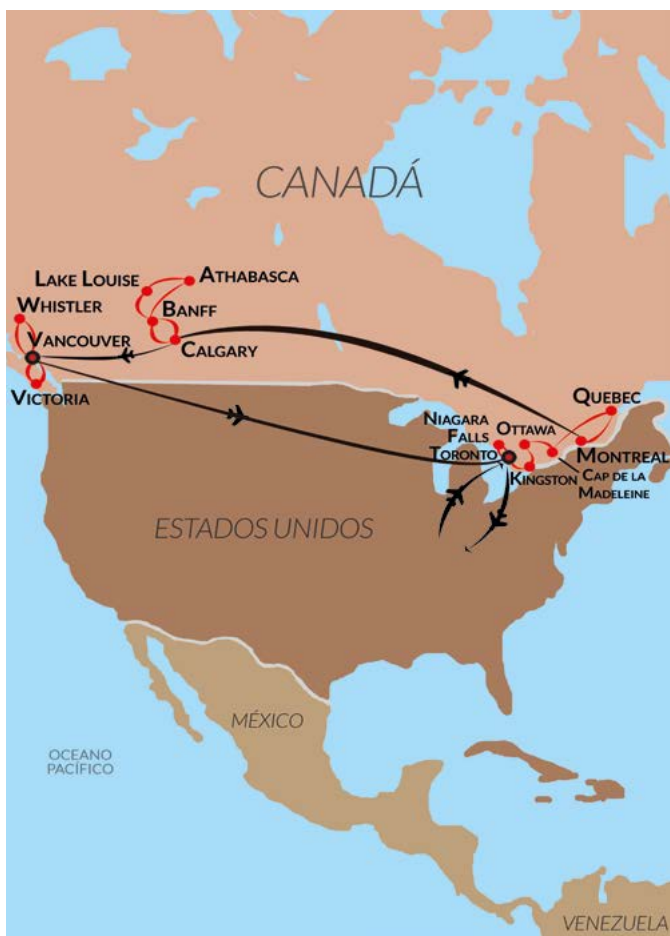 CANADÁ
LAKE LOUISE
ATHABASCA
WHISTLER
BANFF
VANCOUVER
CALGARY
VICTORIA
QUEBEC
NIAGARA
FALLS
OTTAWA
TORONTO
MONTREAL
KINGSTON
CAP DE LA
MADELEINE
ESTADOS UNIDOS
MÉXICO
OCEANO
PACÍFICO
VENEZUELA